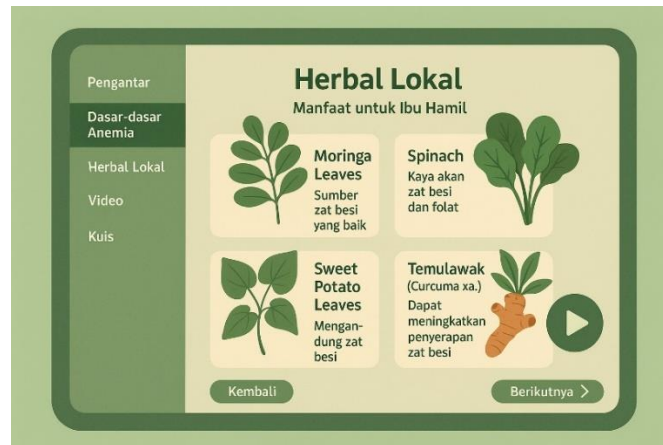 Pengantar
Dasar-dasar
Anemia
Herbal Lokal
Video
Kuis
Herbal Lokal
Manfaat untuk Ibu Hamil
Moringa
Leaves
Sumber
zat besi
yang baik
Spinach
Kaya akan
zat besi
dan folat
Sweet
Potato
Leaves
Mengan-
dung zat
besi
Temulawak
(Curcuma xa.)
Dapat
meningkatkan
penyerapan
zat besi
Kembali
Berikutnya >